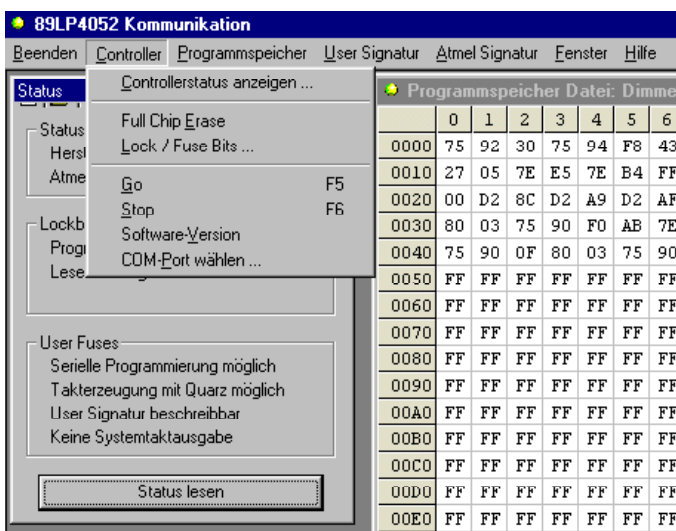 89LP4052 Kommunikation
Beenden Controller Programmspeicher User Signatur Atmel Signatur Fenster Hilfe
Status
Controllerstatus anzeigen ...
Full Chip Erase
Lock / Fuse Bits ...
Go F5
Stop F6
Software-Version
COM-Port wählen ...
Status
Atme
Lockb
Progr
Lese
User Fuses
Serielle Programmierung möglich
Takterzeugung mit Quarz möglich
User Signatur beschreibbar
Keine Systemtaktausgabe
Status lesen
Programmspeicher Datei: Dimme
0 1 2 3 4 5 6
0000 75 92 30 75 94 F8 43
0010 27 05 7E E5 7E B4 FF
0020 00 D2 8C D2 A9 D2 AF
0030 80 03 75 90 F0 AB 7E
0040 75 90 0F 80 03 75 90
0050 FF FF FF FF FF FF FF
0060 FF FF FF FF FF FF FF
0070 FF FF FF FF FF FF FF
0080 FF FF FF FF FF FF FF
0090 FF FF FF FF FF FF FF
00A0 FF FF FF FF FF FF FF
00B0 FF FF FF FF FF FF FF
00C0 FF FF FF FF FF FF FF
00D0 FF FF FF FF FF FF FF
00E0 FF FF FF FF FF FF FF